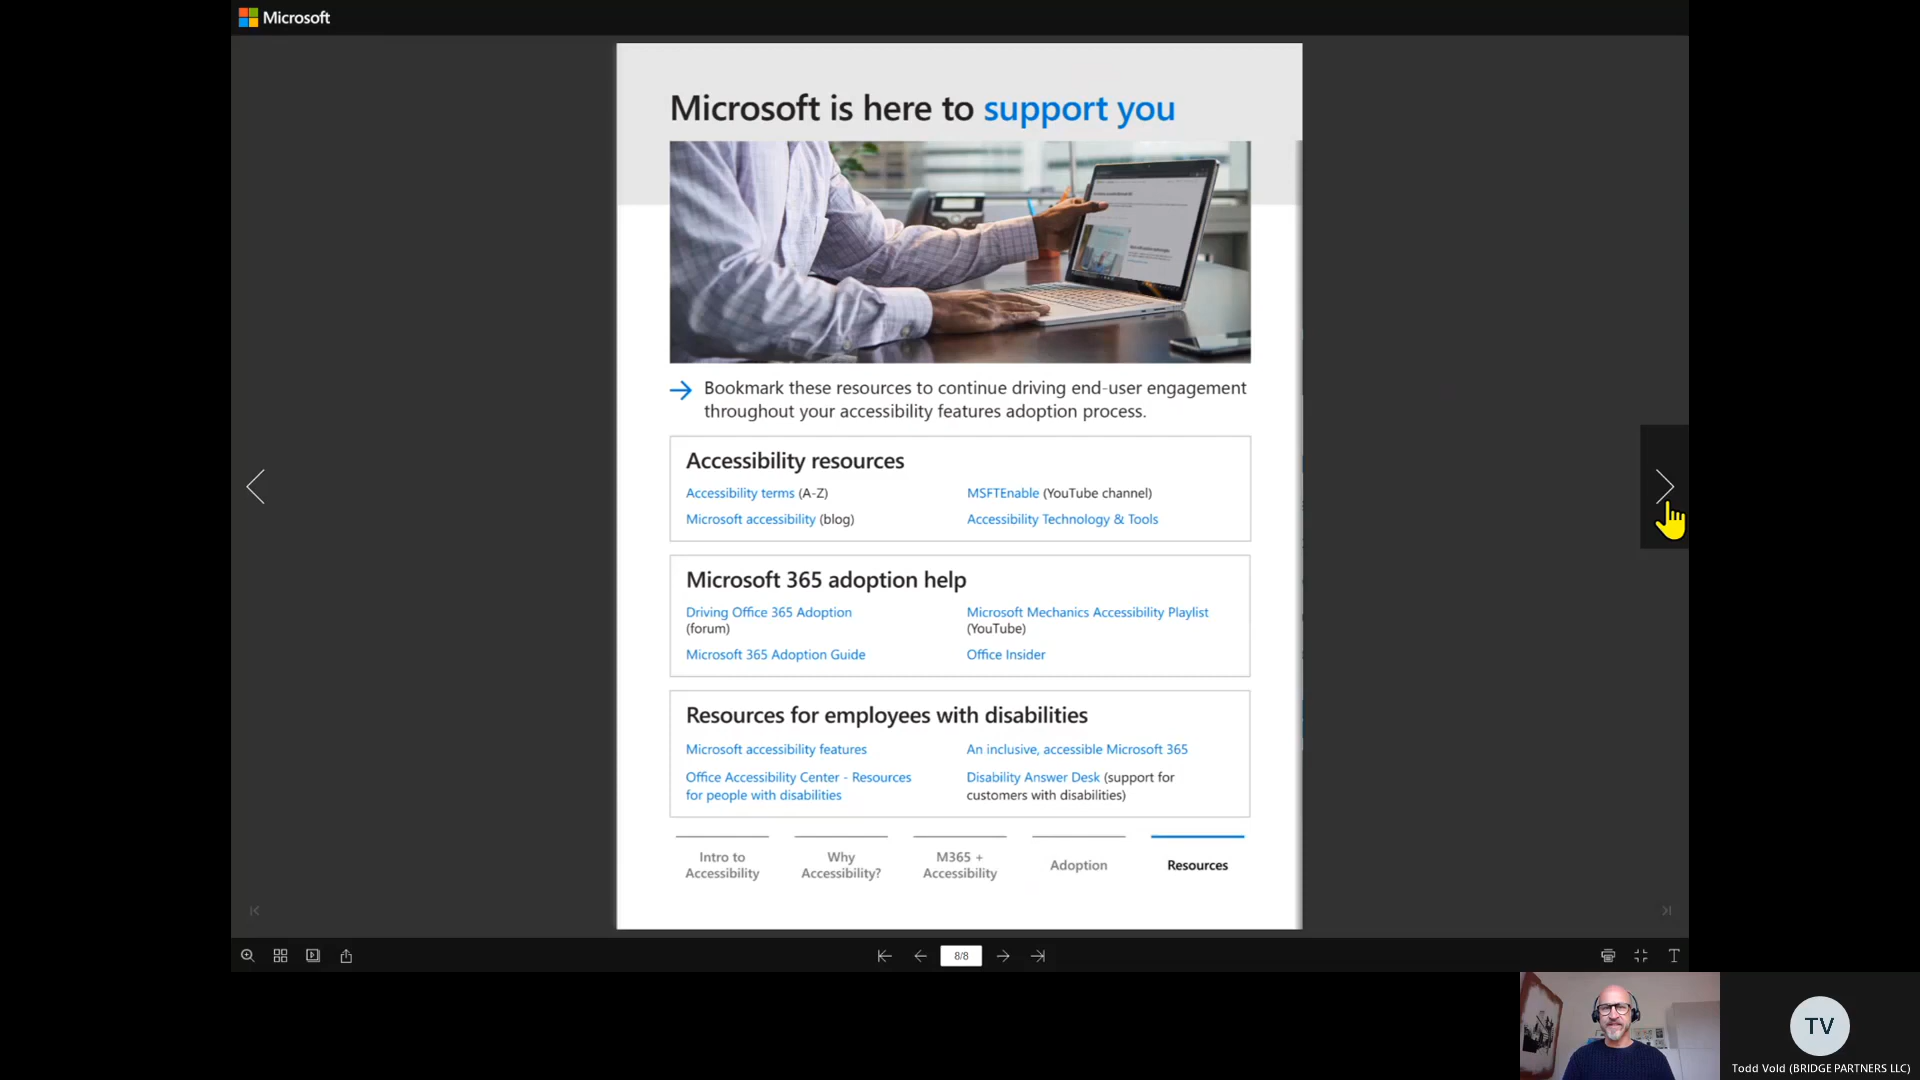 Microsoft
Microsoft is here to support you
Bookmark these resources to continue driving end-user engagement
throughout your accessibility features adoption process.
Accessibility resources
Accessibility terms (A-Z)
MSFTEnable (YouTube channel)
Microsoft accessibility (blog)
Accessibility Technology & Tools
Microsoft 365 adoption help
Driving Office 365 Adoption
(forum)
Microsoft Mechanics Accessibility Playlist
(YouTube)
Microsoft 365 Adoption Guide
Office Insider
Resources for employees with disabilities
Microsoft accessibility features
An inclusive, accessible Microsoft 365
Office Accessibility Center - Resources
for people with disabilities
Disability Answer Desk (support for
customers with disabilities)
Intro to
Accessibility
Why
Accessibility?
M365 +
Accessibility
Adoption
Resources
8/8
TV
Todd Vold (BRIDGE PARTNERS LLC)